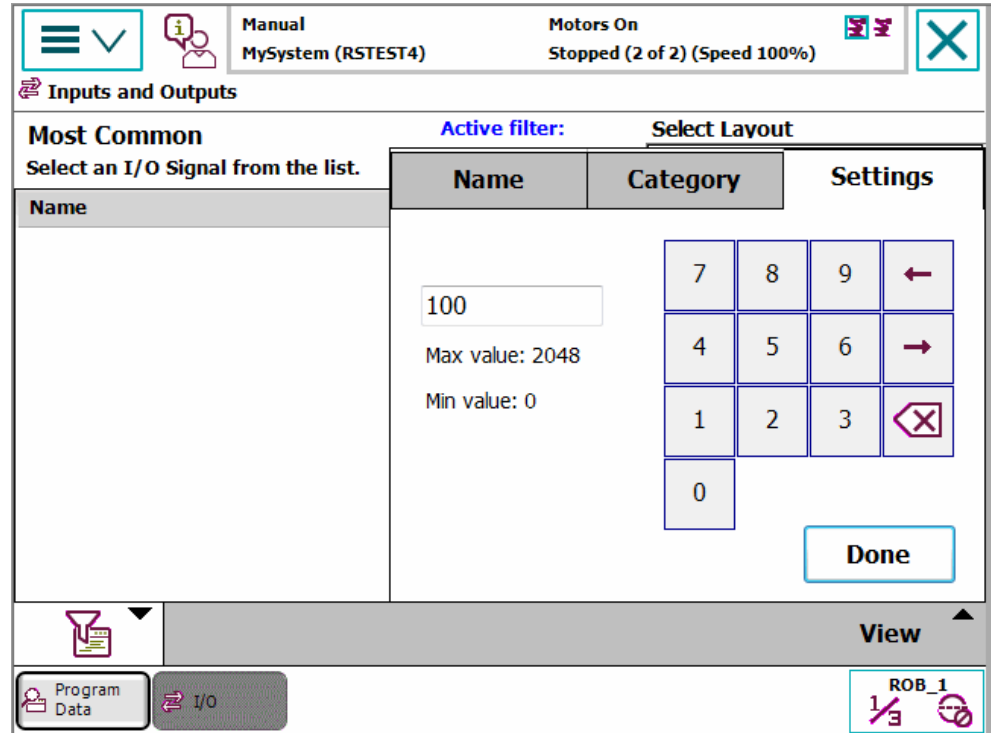 Manual
MySystem (RSTEST4)
Motors On
Stopped (2 of 2) (Speed 100%)
Inputs and Outputs
Most Common
Select an I/O Signal from the list.
Active filter:
Select Layout
Name
Name
Category
Settings
100
Max value: 2048
Min value: 0
7
8
9
4
5
6
1
2
3
0
Done
View
Program
Data
I/O
ROB_1
1/3